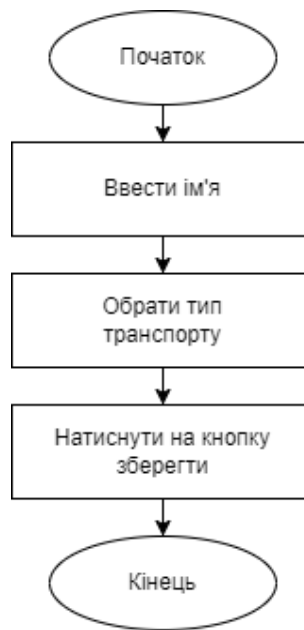 Початок
Ввести ім'я
Обрати тип
транспорту
Натиснути на кнопку
зберегти
Кінець